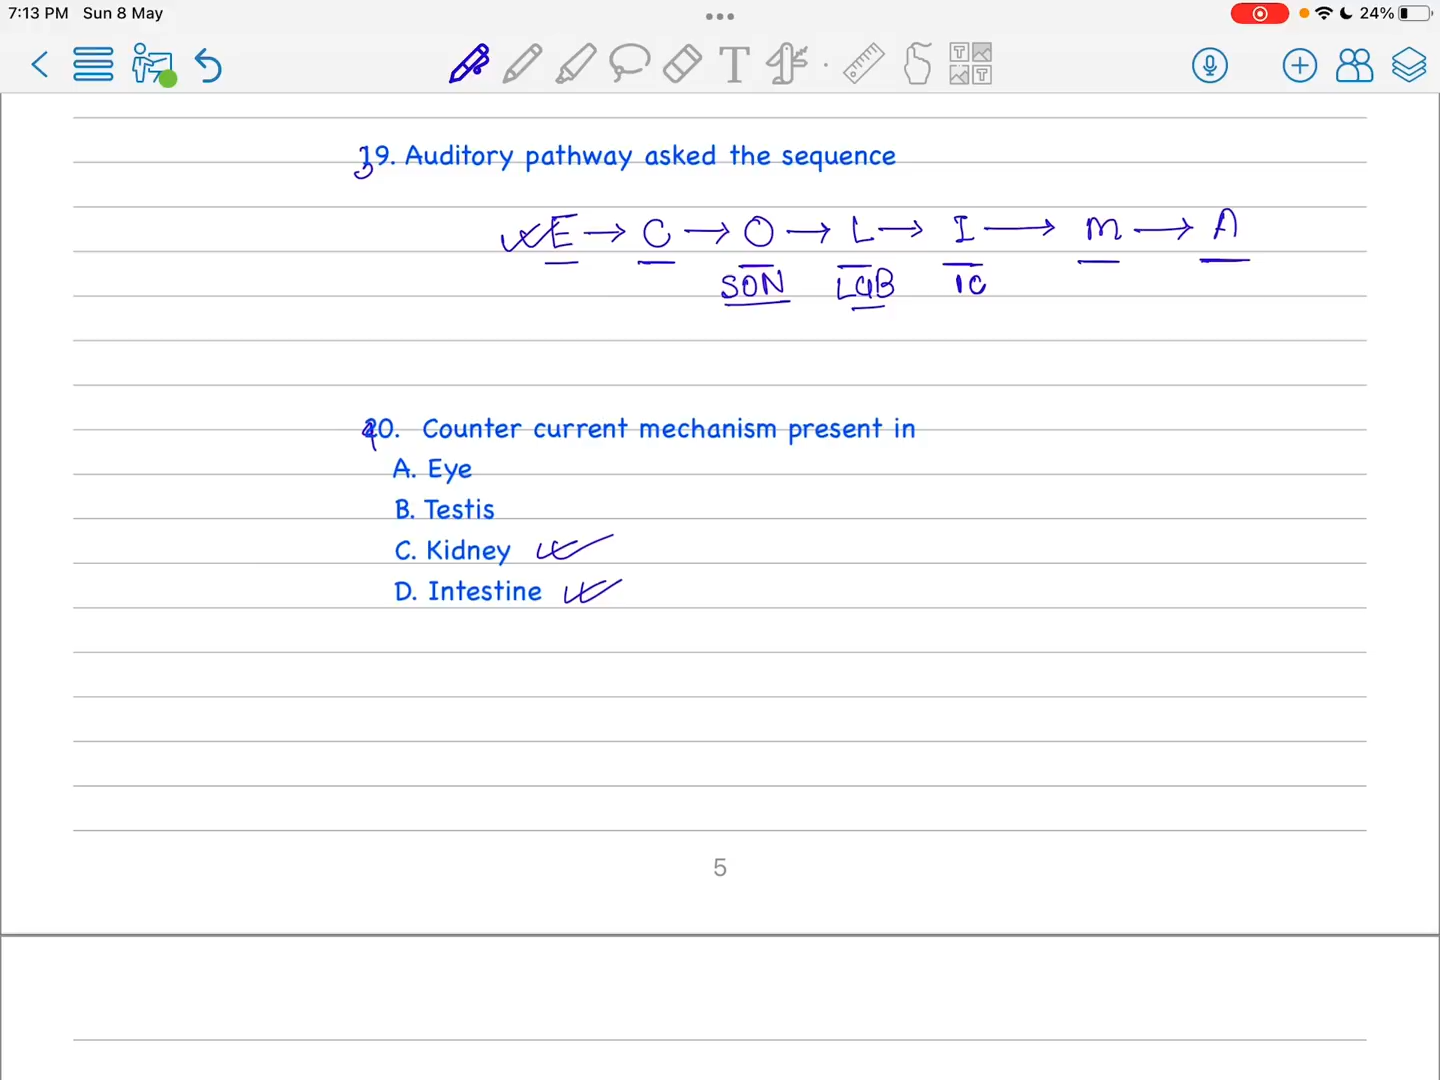 7:13 PM Sun 8 May
24%
T
39. Auditory pathway asked the sequence
E → C → O → L → I → M → A
SON LQB IC
40. Counter current mechanism present in
A. Eye
B. Testis
C. Kidney
D. Intestine
5